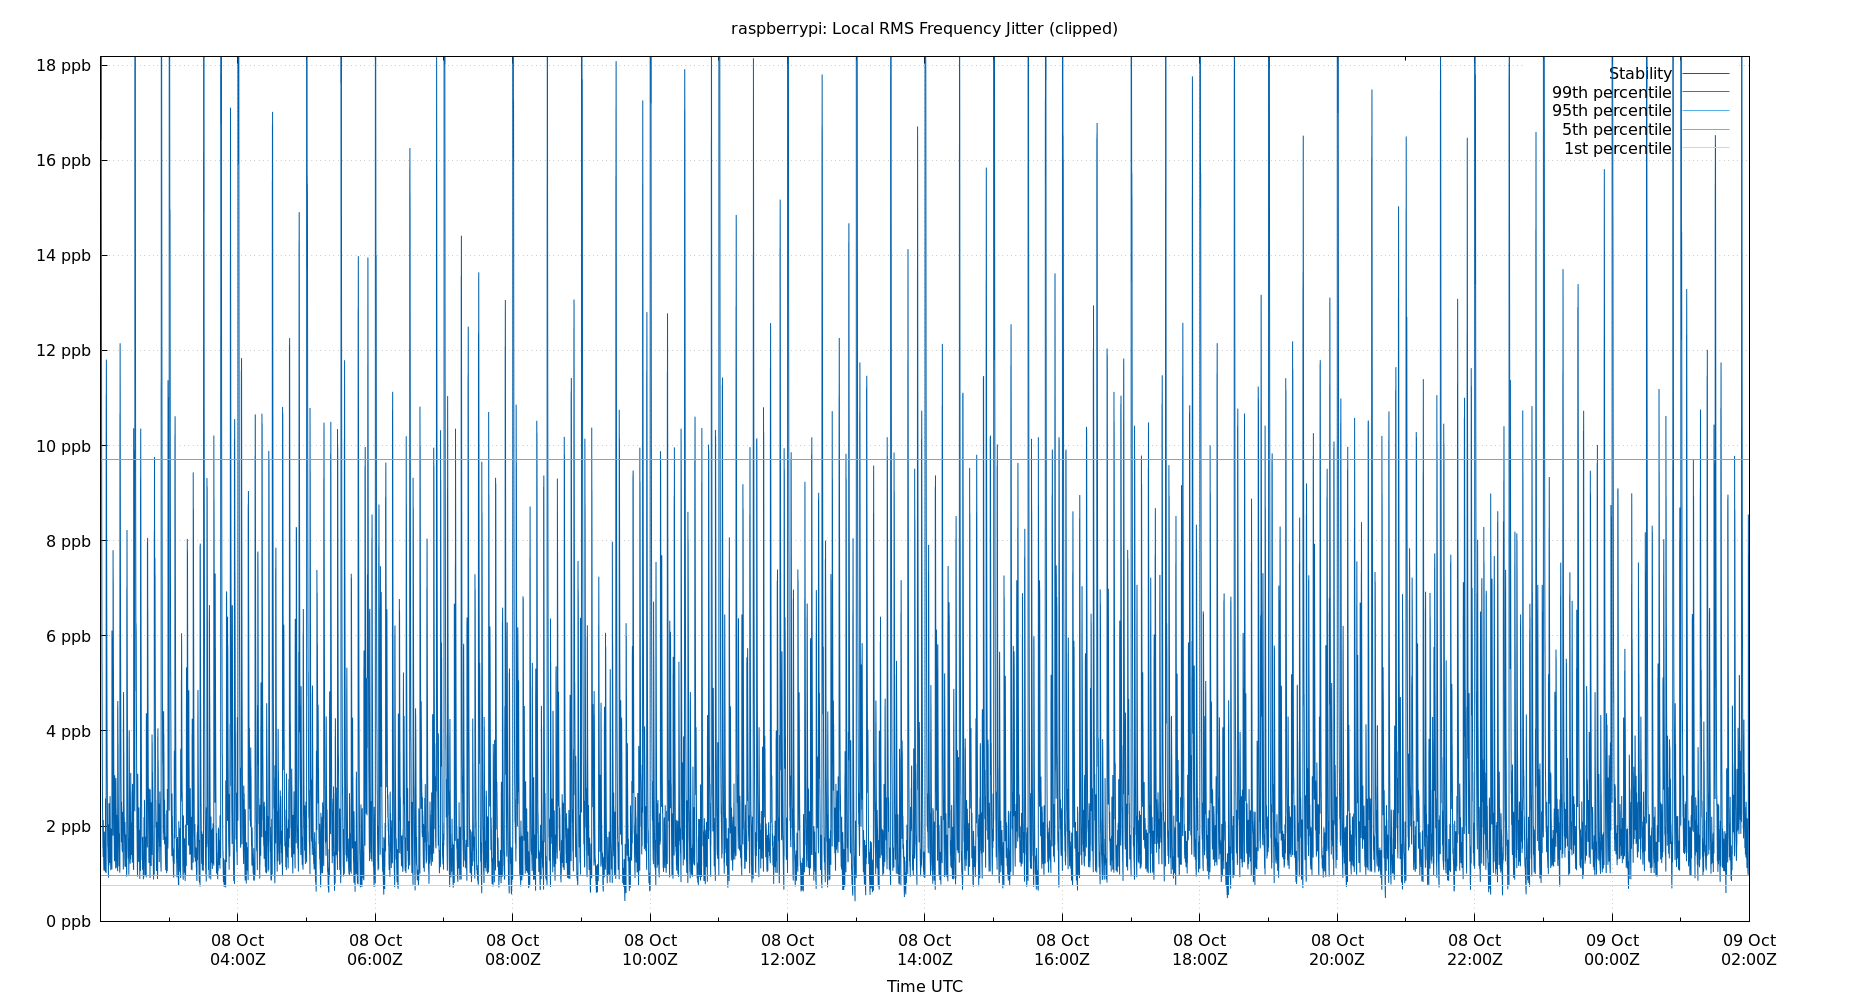 raspberrypi: Local RMS Frequency Jitter (clipped)
18 ppb
16 ppb
14 ppb
12 ppb
10 ppb
8 ppb
6 ppb
4 ppb
2 ppb
0 ppb
Stability
99th percentile
95th percentile
5th percentile
1st percentile
08 Oct 08 Oct 08 Oct 08 Oct 08 Oct 08 Oct 08 Oct 08 Oct 08 Oct 08 Oct 09 Oct 09 Oct
04:00Z 06:00Z 08:00Z 10:00Z 12:00Z 14:00Z 16:00Z 18:00Z 20:00Z 22:00Z 00:00Z 02:00Z
Time UTC